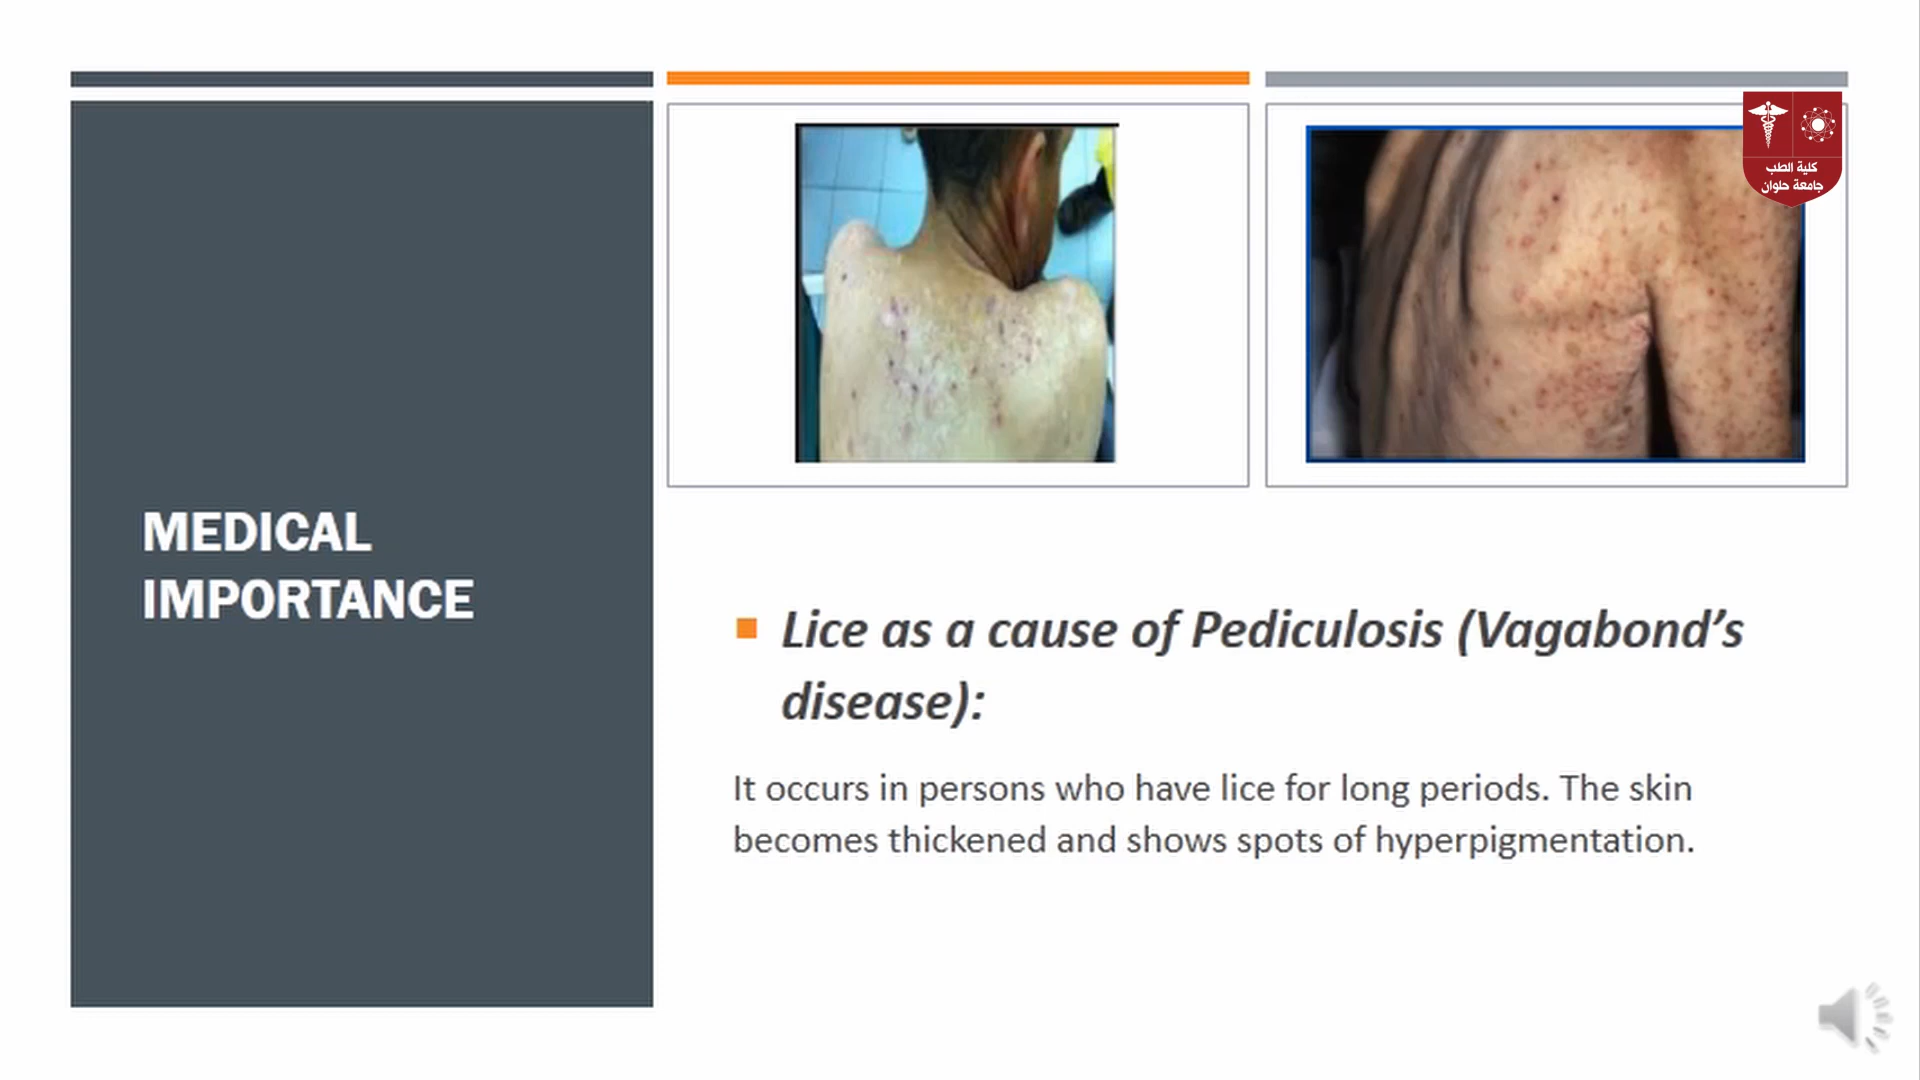 كلية الطب
جامعة حلوان
MEDICAL
IMPORTANCE
Lice as a cause of Pediculosis (Vagabond’s
disease):
It occurs in persons who have lice for long periods. The skin
becomes thickened and shows spots of hyperpigmentation.